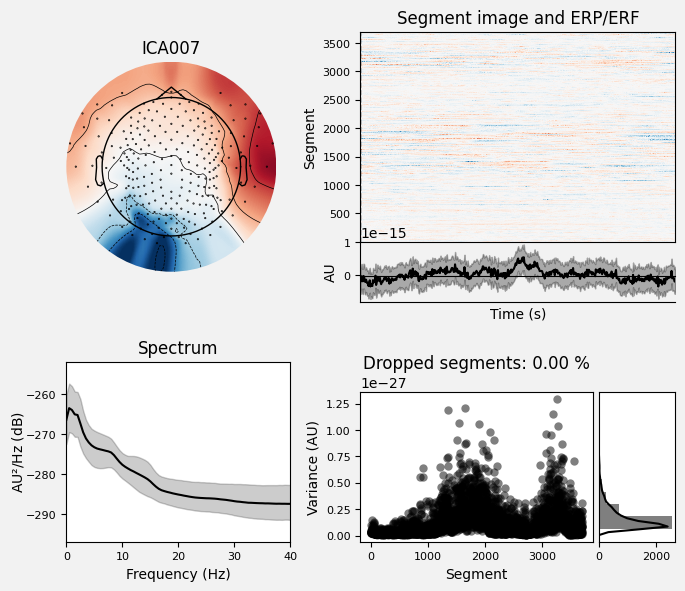 ICA007
Segment image and ERP/ERF
Segment
3500
3000
2500
2000
1500
1000
500
1e−15
AU
1
0
Time (s)
Spectrum
AU²/Hz (dB)
−260
−270
−280
−290
0 10 20 30 40
Frequency (Hz)
Dropped segments: 0.00 %
1e−27
Variance (AU)
1.25
1.00
0.75
0.50
0.25
0.00
0 1000 2000 3000
Segment
0 2000